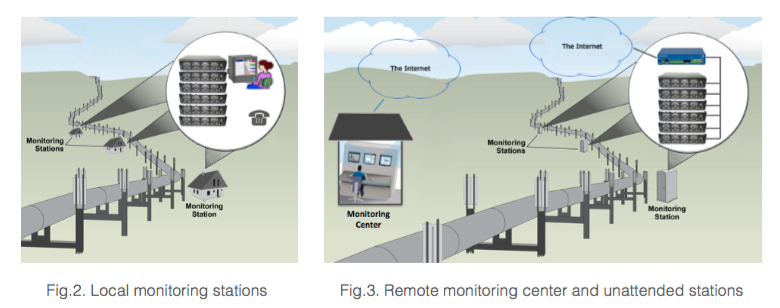 Monitoring
Stations
Monitoring
Station
Fig.2. Local monitoring stations
The Internet
The Internet
Monitoring
Center
Monitoring
Stations
Monitoring
Station
Fig.3. Remote monitoring center and unattended stations